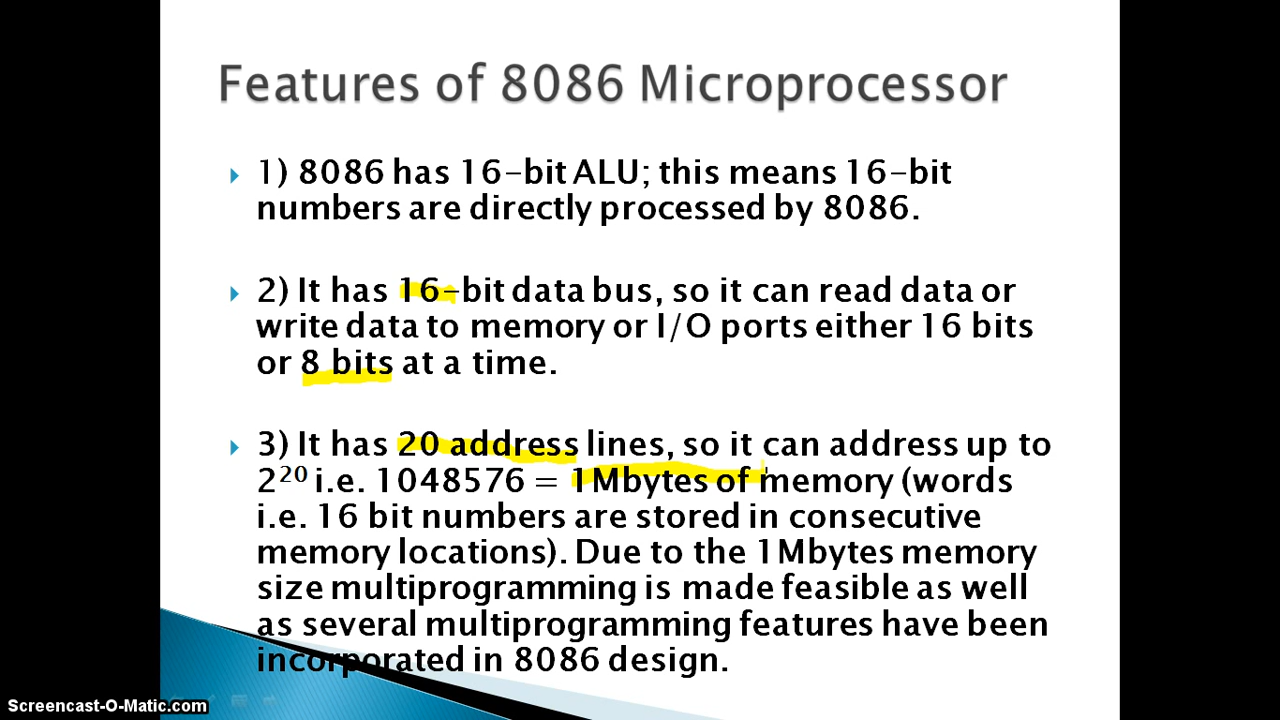 Features of 8086 Microprocessor
1) 8086 has 16-bit ALU; this means 16-bit
numbers are directly processed by 8086.
2) It has 16-bit data bus, so it can read data or
write data to memory or I/O ports either 16 bits
or 8 bits at a time.
3) It has 20 address lines, so it can address up to
2²⁰ i.e. 1048576 = 1Mbytes of memory (words
i.e. 16 bit numbers are stored in consecutive
memory locations). Due to the 1Mbytes memory
size multiprogramming is made feasible as well
as several multiprogramming features have been
incorporated in 8086 design.
Screencast-O-Matic.com